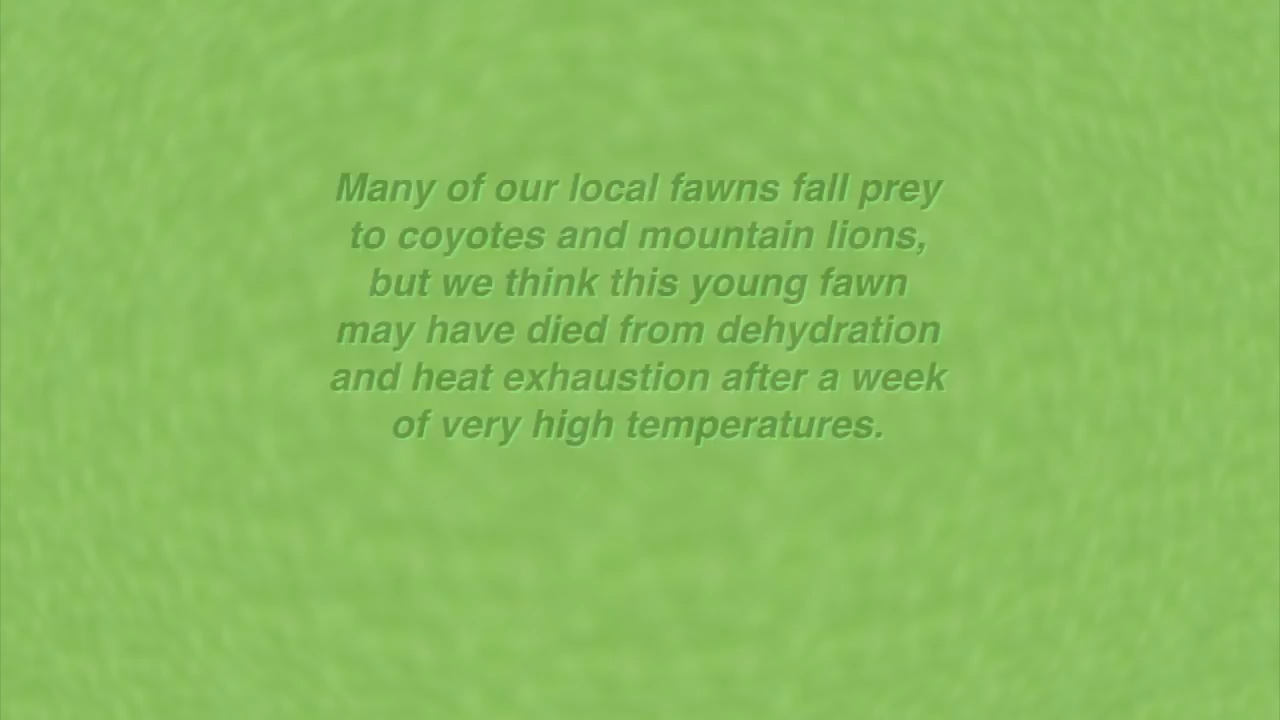 Many of our local fawns fall prey
to coyotes and mountain lions,
but we think this young fawn
may have died from dehydration
and heat exhaustion after a week
of very high temperatures.